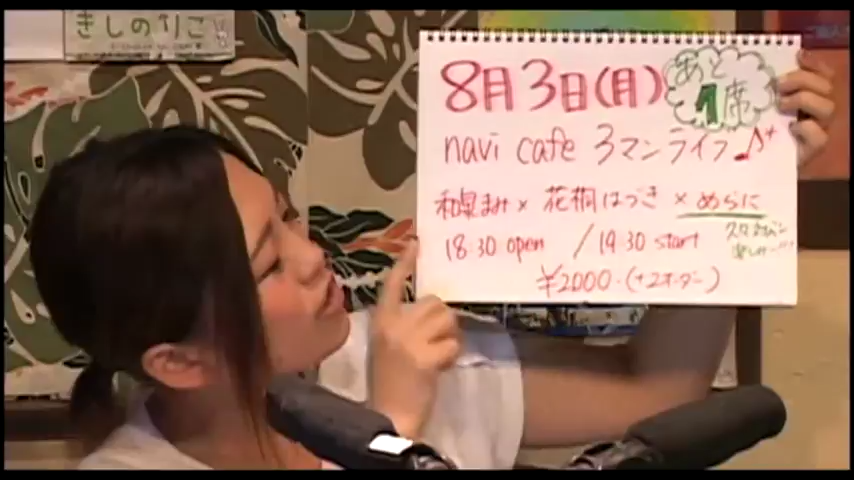 きしのりこ
8月3日(月)
あと
1席
navi cafe 3マンライブ♪
和泉まみ × 花桐はづき × めらに
18:30 open / 19:30 start
¥2000-(+2オーダー)